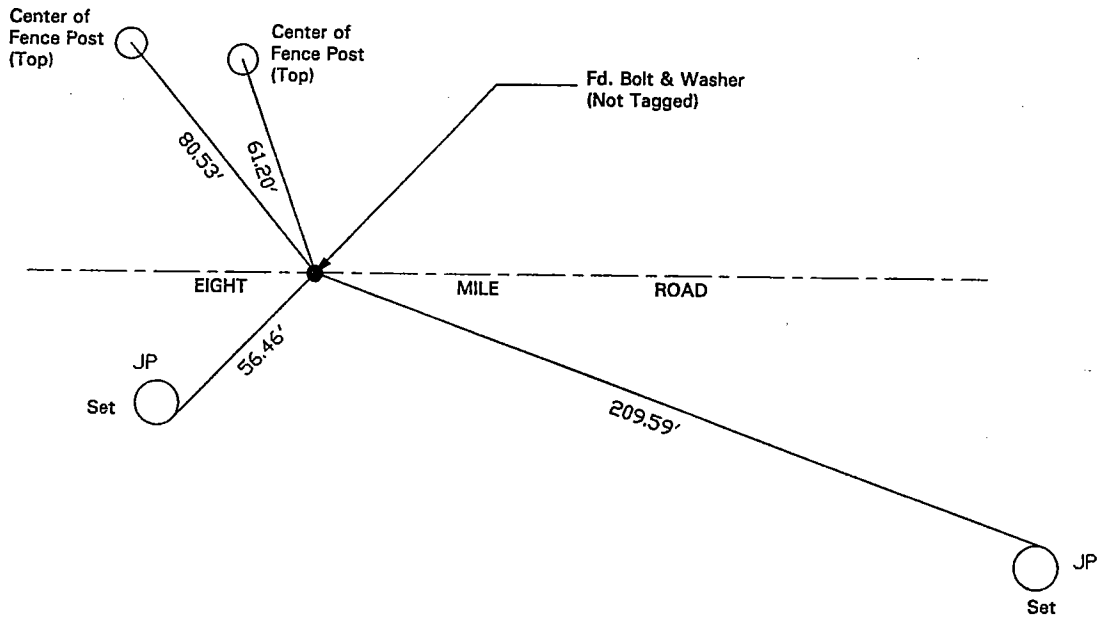 Center of
Fence Post
(Top)
Center of
Fence Post
(Top)
Fd. Bolt & Washer
(Not Tagged)
80.53'
61.20'
EIGHT MILE ROAD
56.46'
JP
Set
209.59'
JP
Set